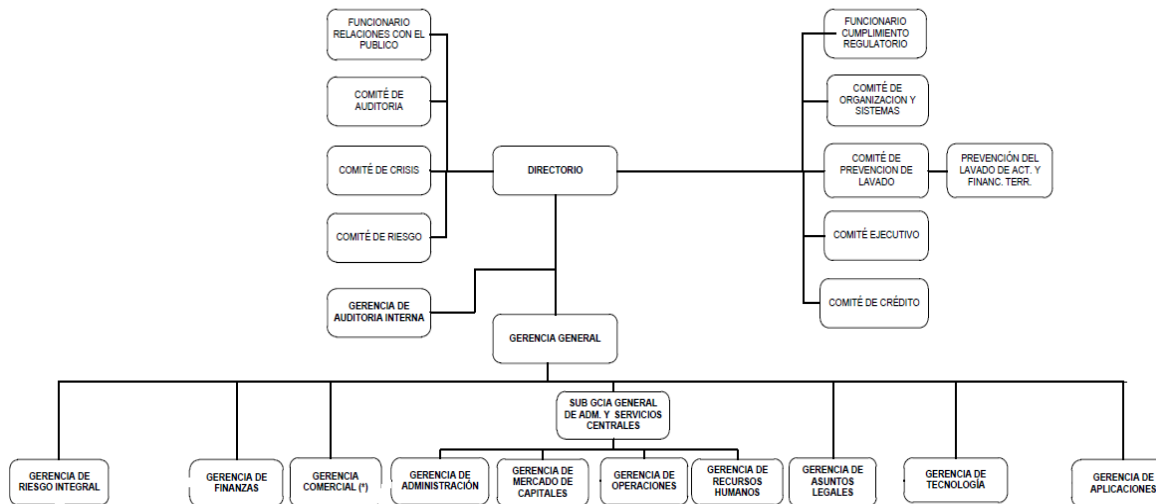 FUNCIONARIO
RELACIONES CON EL
PUBLICO
FUNCIONARIO
CUMPLIMIENTO
REGULATORIO
COMITÉ DE
AUDITORIA
COMITÉ DE
ORGANIZACION Y
SISTEMAS
COMITÉ DE CRISIS
DIRECTORIO
COMITÉ DE
PREVENCION DE
LAVADO
PREVENCIÓN DEL
LAVADO DE ACT. Y
FINANC. TERR.
COMITÉ DE RIESGO
COMITÉ EJECUTIVO
GERENCIA DE
AUDITORIA INTERNA
COMITÉ DE CRÉDITO
GERENCIA GENERAL
SUB GCIA GENERAL
DE ADM. Y SERVICIOS
CENTRALES
GERENCIA DE
RIESGO INTEGRAL
GERENCIA DE
FINANZAS
GERENCIA
COMERCIAL (*)
GERENCIA DE
ADMINISTRACIÓN
GERENCIA DE
MERCADO DE
CAPITALES
GERENCIA DE
OPERACIONES
GERENCIA DE
RECURSOS
HUMANOS
GERENCIA DE
ASUNTOS
LEGALES
GERENCIA DE
TECNOLOGÍA
GERENCIA DE
APLICACIONES